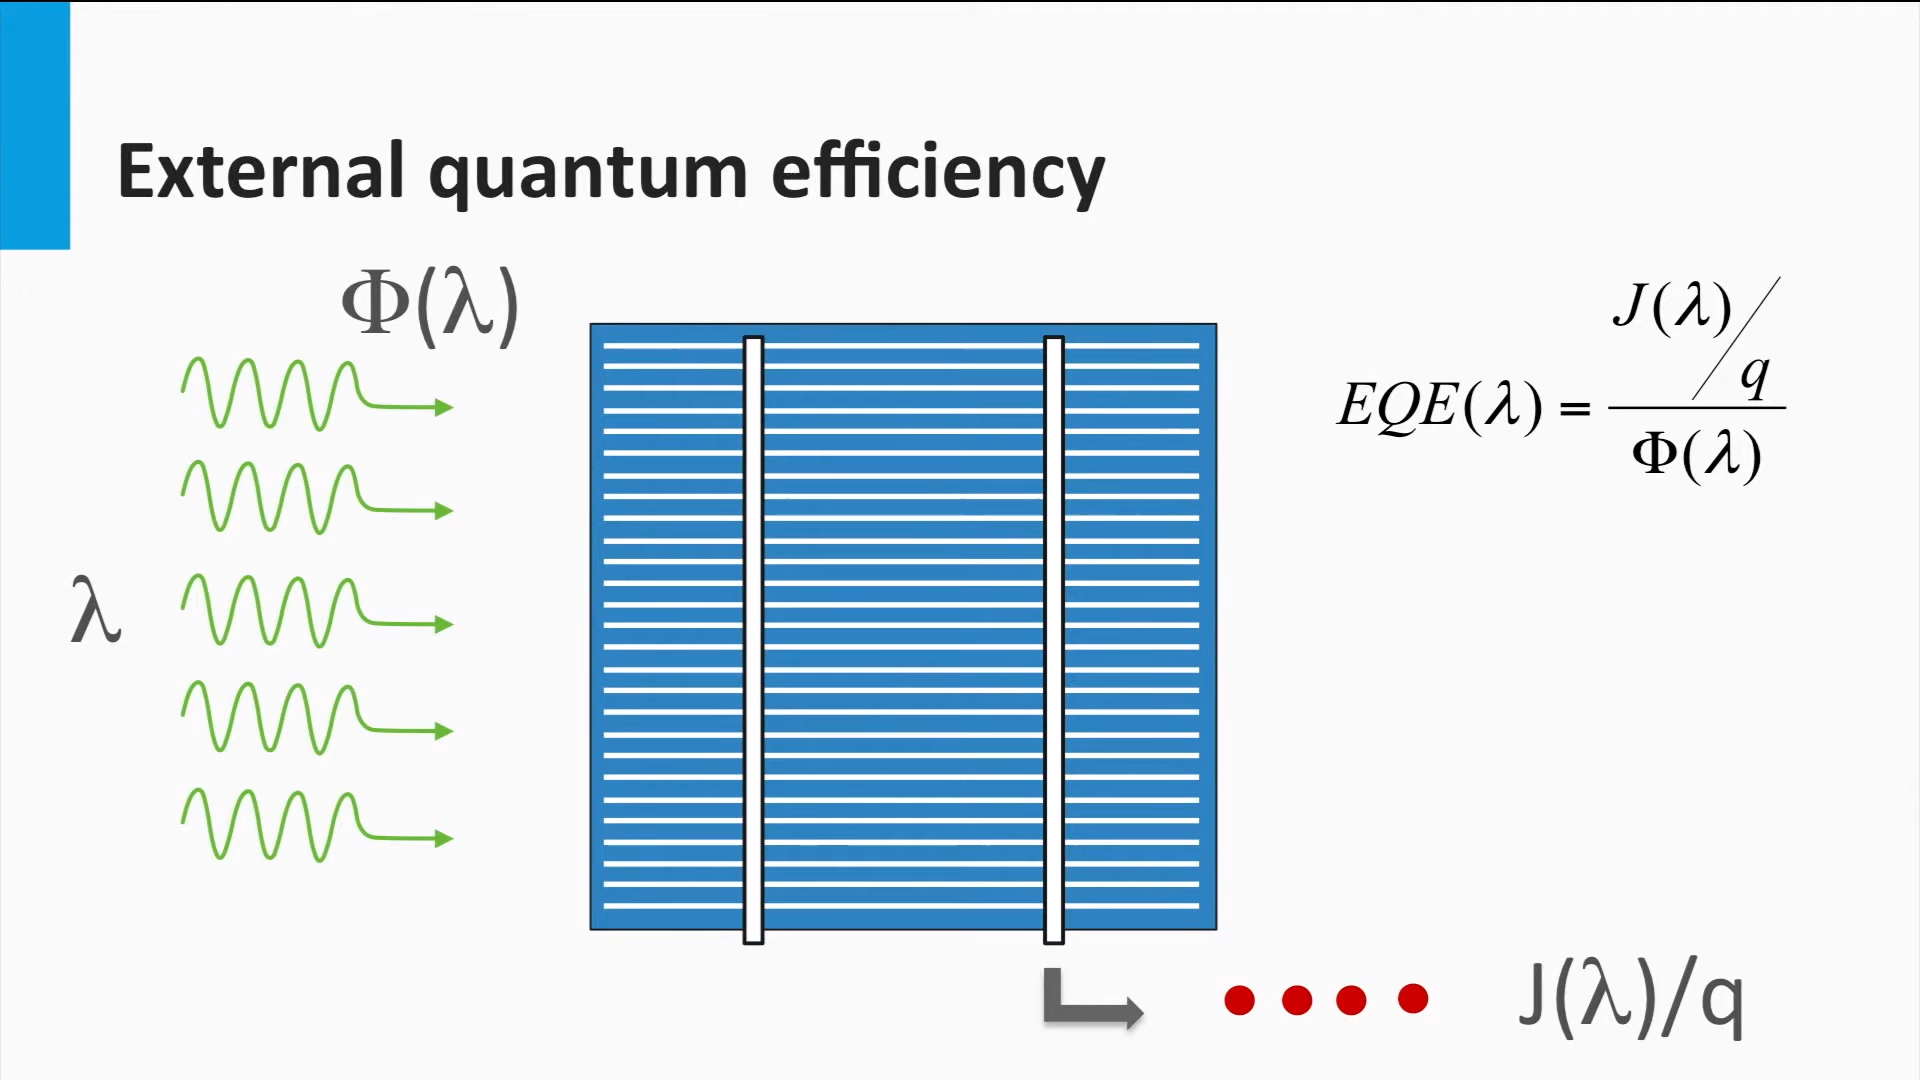 External quantum efficiency
Φ(λ)
EQE(λ) = J(λ)/q / Φ(λ)
λ
J(λ)/q